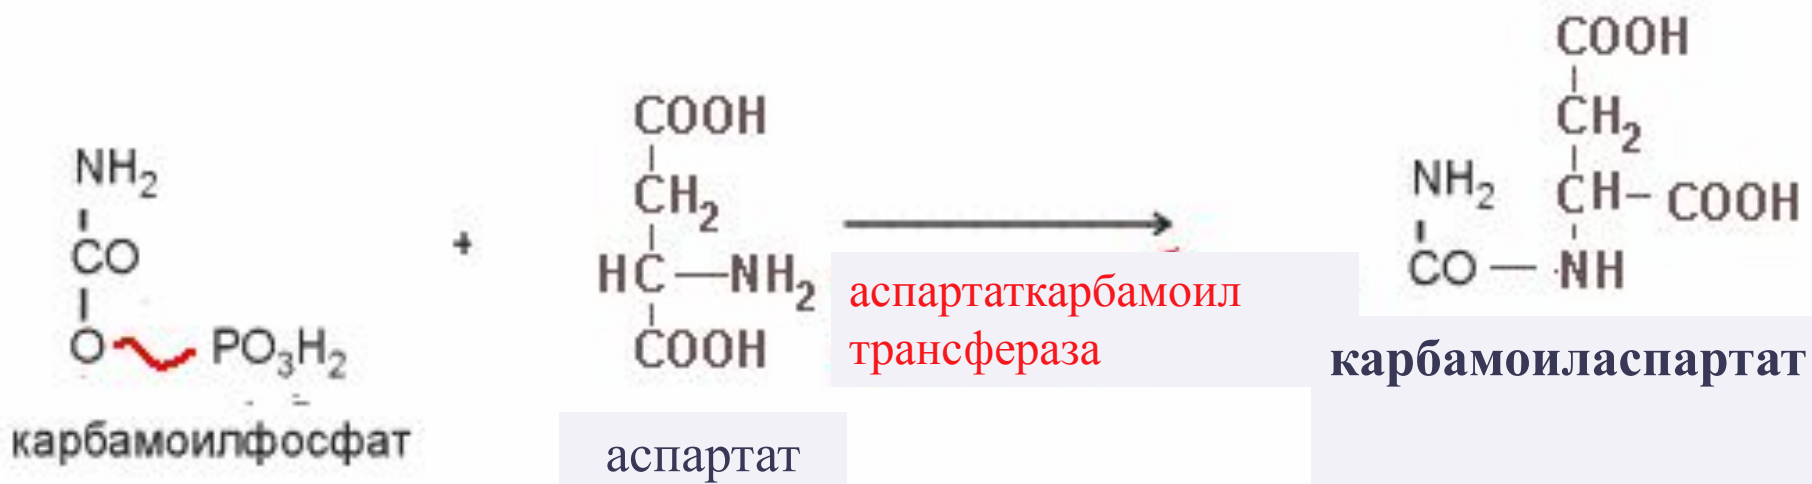 NH₂
CO
O PO₃H₂
карбамоилфосфат
+
COOH
CH₂
HC—NH₂
COOH
аспартат
аспартаткарбамоил
трансфераза
COOH
CH₂
NH₂ CH–COOH
CO — NH
карбамоиласпартат